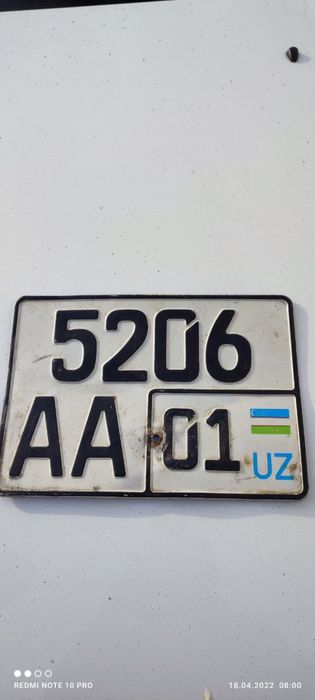 5206
AA 01
UZ
REDMI NOTE 10 PRO
18.04.2022 08:00